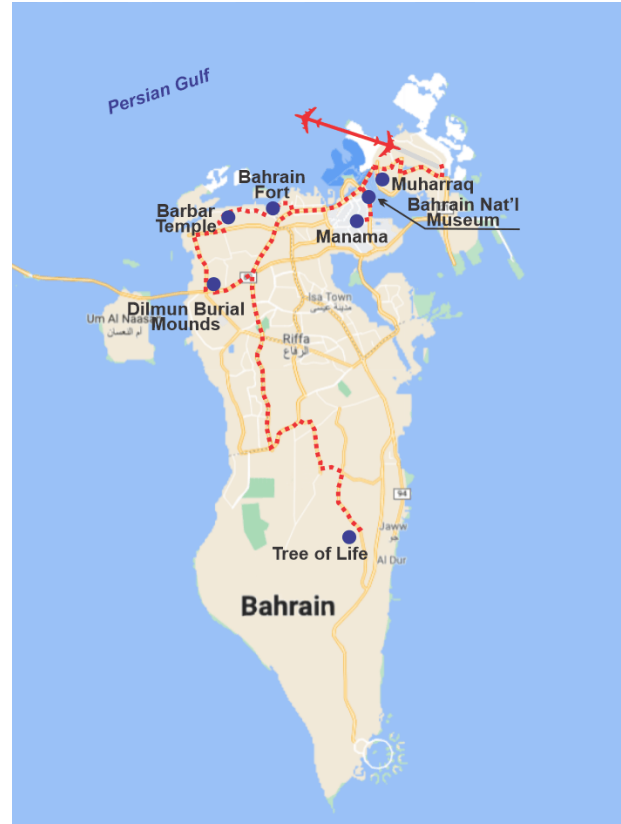 Persian Gulf
Bahrain
Fort
Muharraq
Barbar
Temple
Bahrain Nat'l
Museum
Manama
Dilmun Burial
Mounds
Um Al Naasan
أم النعسان
Isa Town
مدينة عيسى
Riffa
الرفاع
94
Jaww
جو
Tree of Life
Al Dur
Bahrain